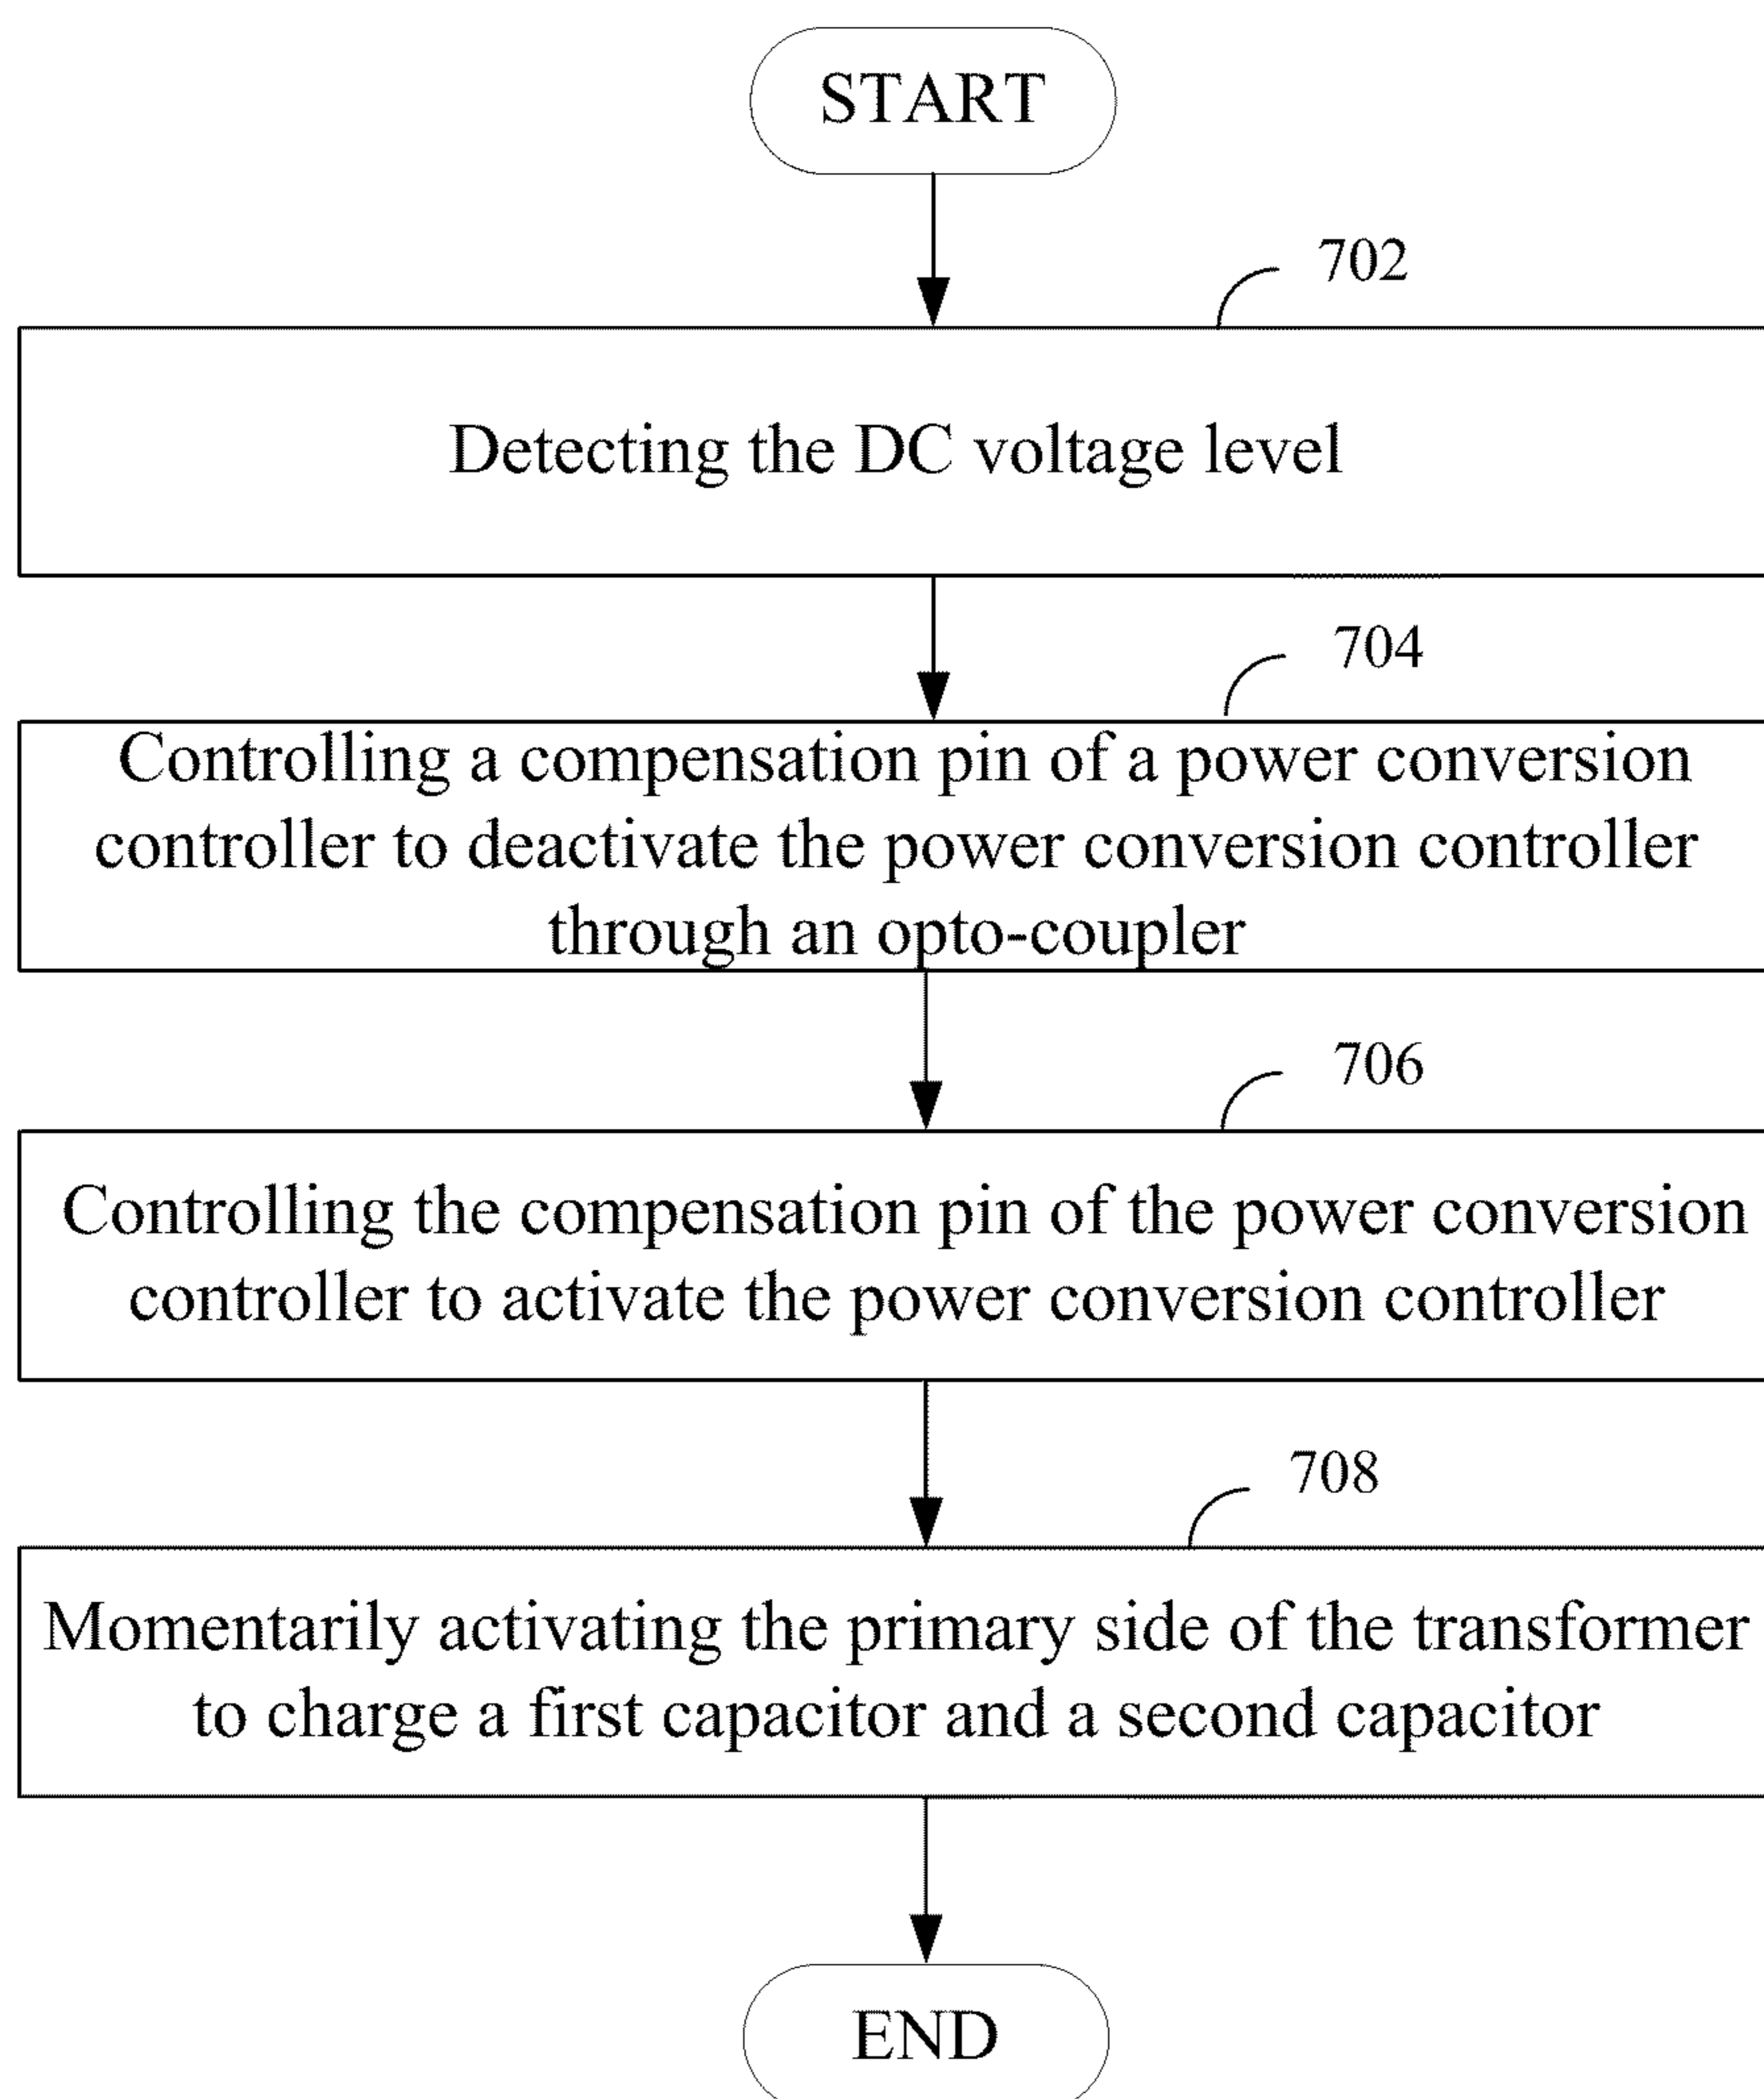 START
702
Detecting the DC voltage level
704
Controlling a compensation pin of a power conversion
controller to deactivate the power conversion controller
through an opto-coupler
706
Controlling the compensation pin of the power conversion
controller to activate the power conversion controller
708
Momentarily activating the primary side of the transformer
to charge a first capacitor and a second capacitor
END